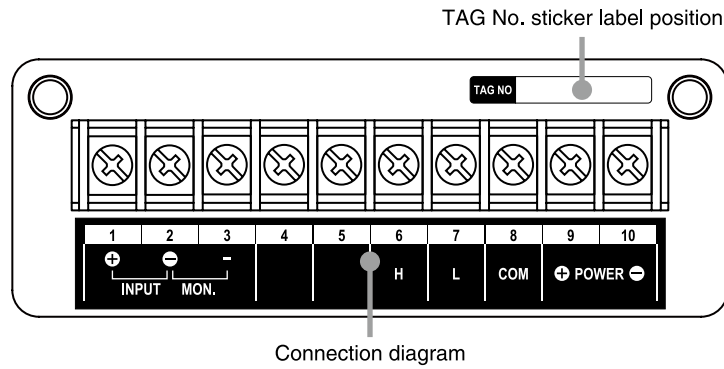 TAG No. sticker label position
TAG NO
1 2 3 4 5 6 7 8 9 10
⊕ ⊖ - H L COM ⊕ POWER ⊖
INPUT MON.
Connection diagram